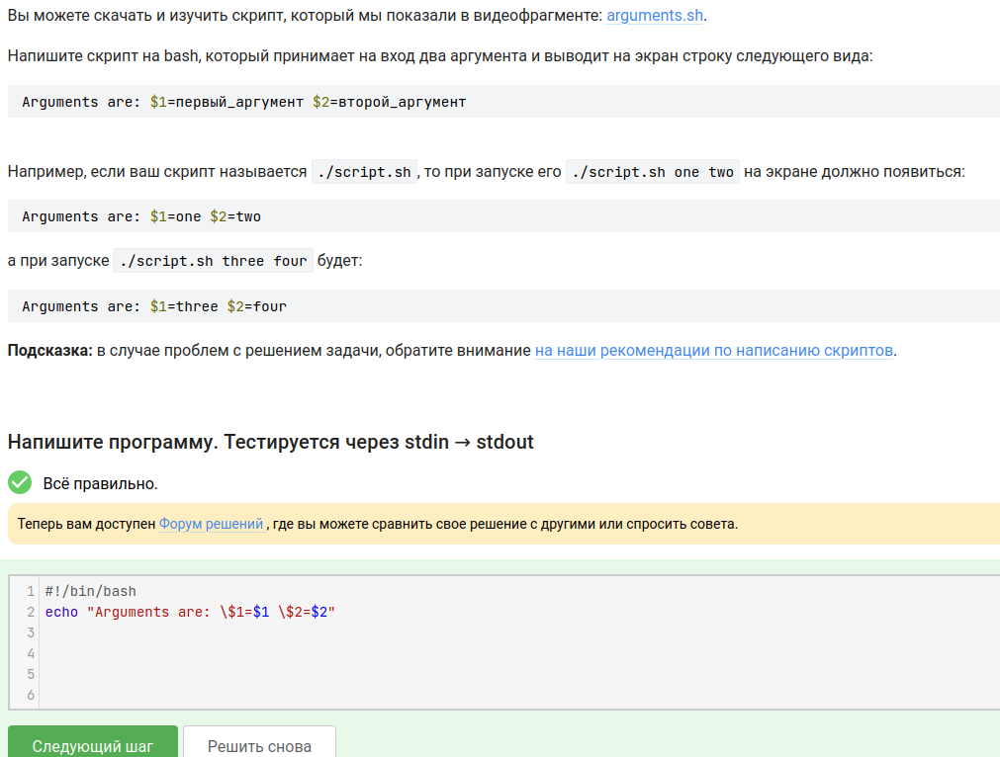 Вы можете скачать и изучить скрипт, который мы показали в видеофрагменте: arguments.sh.
Напишите скрипт на bash, который принимает на вход два аргумента и выводит на экран строку следующего вида:
Arguments are: $1=первый_аргумент $2=второй_аргумент
Например, если ваш скрипт называется ./script.sh , то при запуске его ./script.sh one two на экране должно появиться:
Arguments are: $1=one $2=two
а при запуске ./script.sh three four будет:
Arguments are: $1=three $2=four
Подсказка: в случае проблем с решением задачи, обратите внимание на наши рекомендации по написанию скриптов.
Напишите программу. Тестируется через stdin → stdout
Всё правильно.
Теперь вам доступен Форум решений , где вы можете сравнить свое решение с другими или спросить совета.
1 #!/bin/bash
2 echo "Arguments are: \$1=$1 \$2=$2"
3
4
5
6
Следующий шаг Решить снова